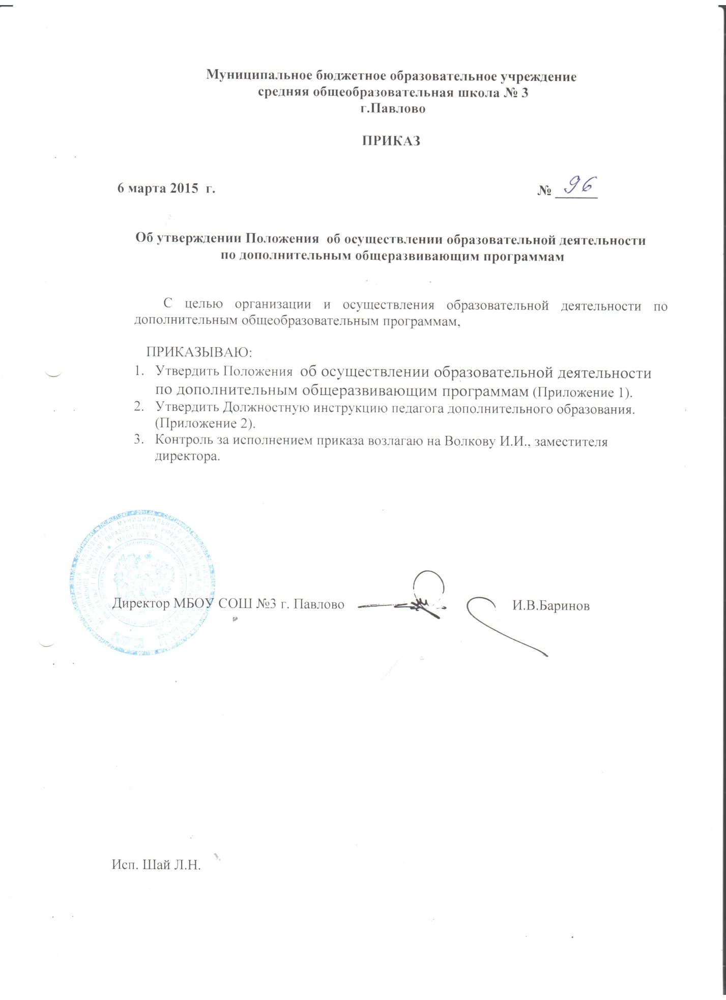 Муниципальное бюджетное образовательное учреждение
средняя общеобразовательная школа № 3
г.Павлово
ПРИКАЗ
6 марта 2015 г. № 96
Об утверждении Положения об осуществлении образовательной деятельности
по дополнительным общеразвивающим программам
С целью организации и осуществления образовательной деятельности по
дополнительным общеобразовательным программам,
ПРИКАЗЫВАЮ:
1. Утвердить Положения об осуществлении образовательной деятельности
по дополнительным общеразвивающим программам (Приложение 1).
2. Утвердить Должностную инструкцию педагога дополнительного образования.
(Приложение 2).
3. Контроль за исполнением приказа возлагаю на Волкову И.И., заместителя
директора.
Директор МБОУ СОШ №3 г. Павлово И.В.Баринов
Исп. Шай Л.Н.